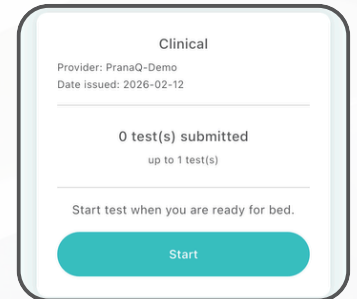 Clinical
Provider: PranaQ-Demo
Date issued: 2026-02-12
0 test(s) submitted
up to 1 test(s)
Start test when you are ready for bed.
Start